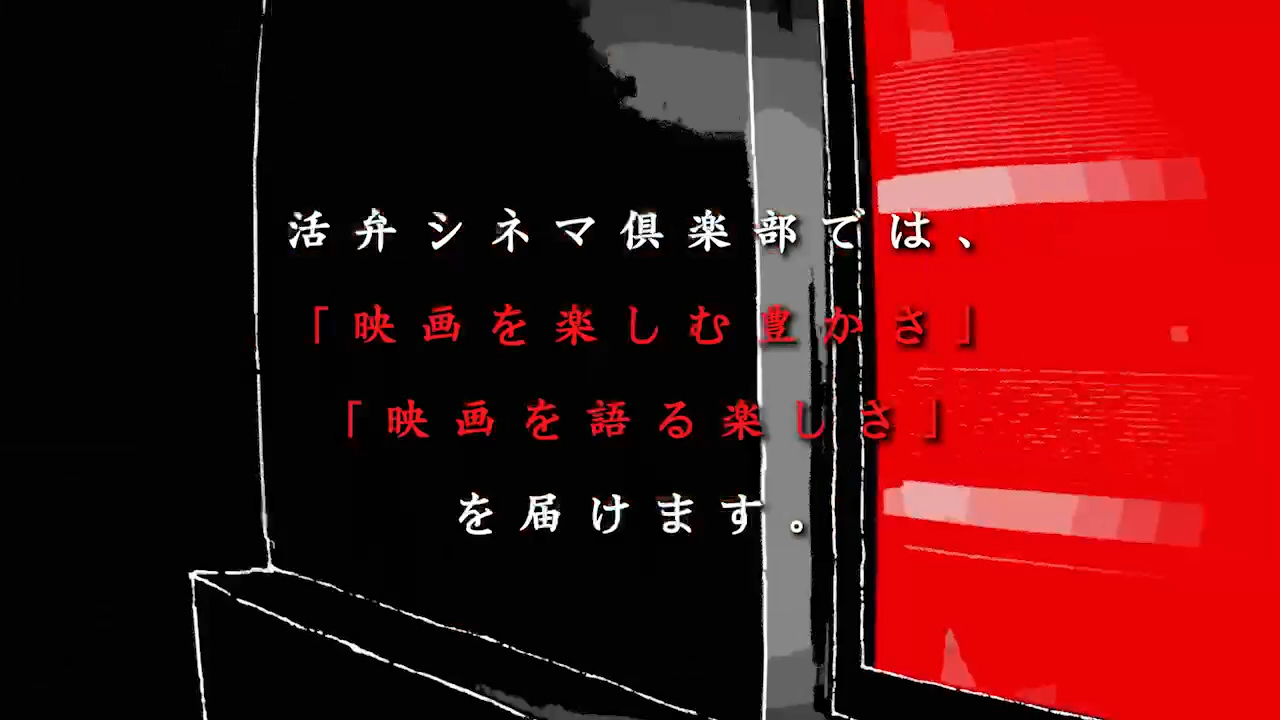 活弁シネマ倶楽部では、
「映画を楽しむ豊かさ」
「映画を語る楽しさ」
を届けます。